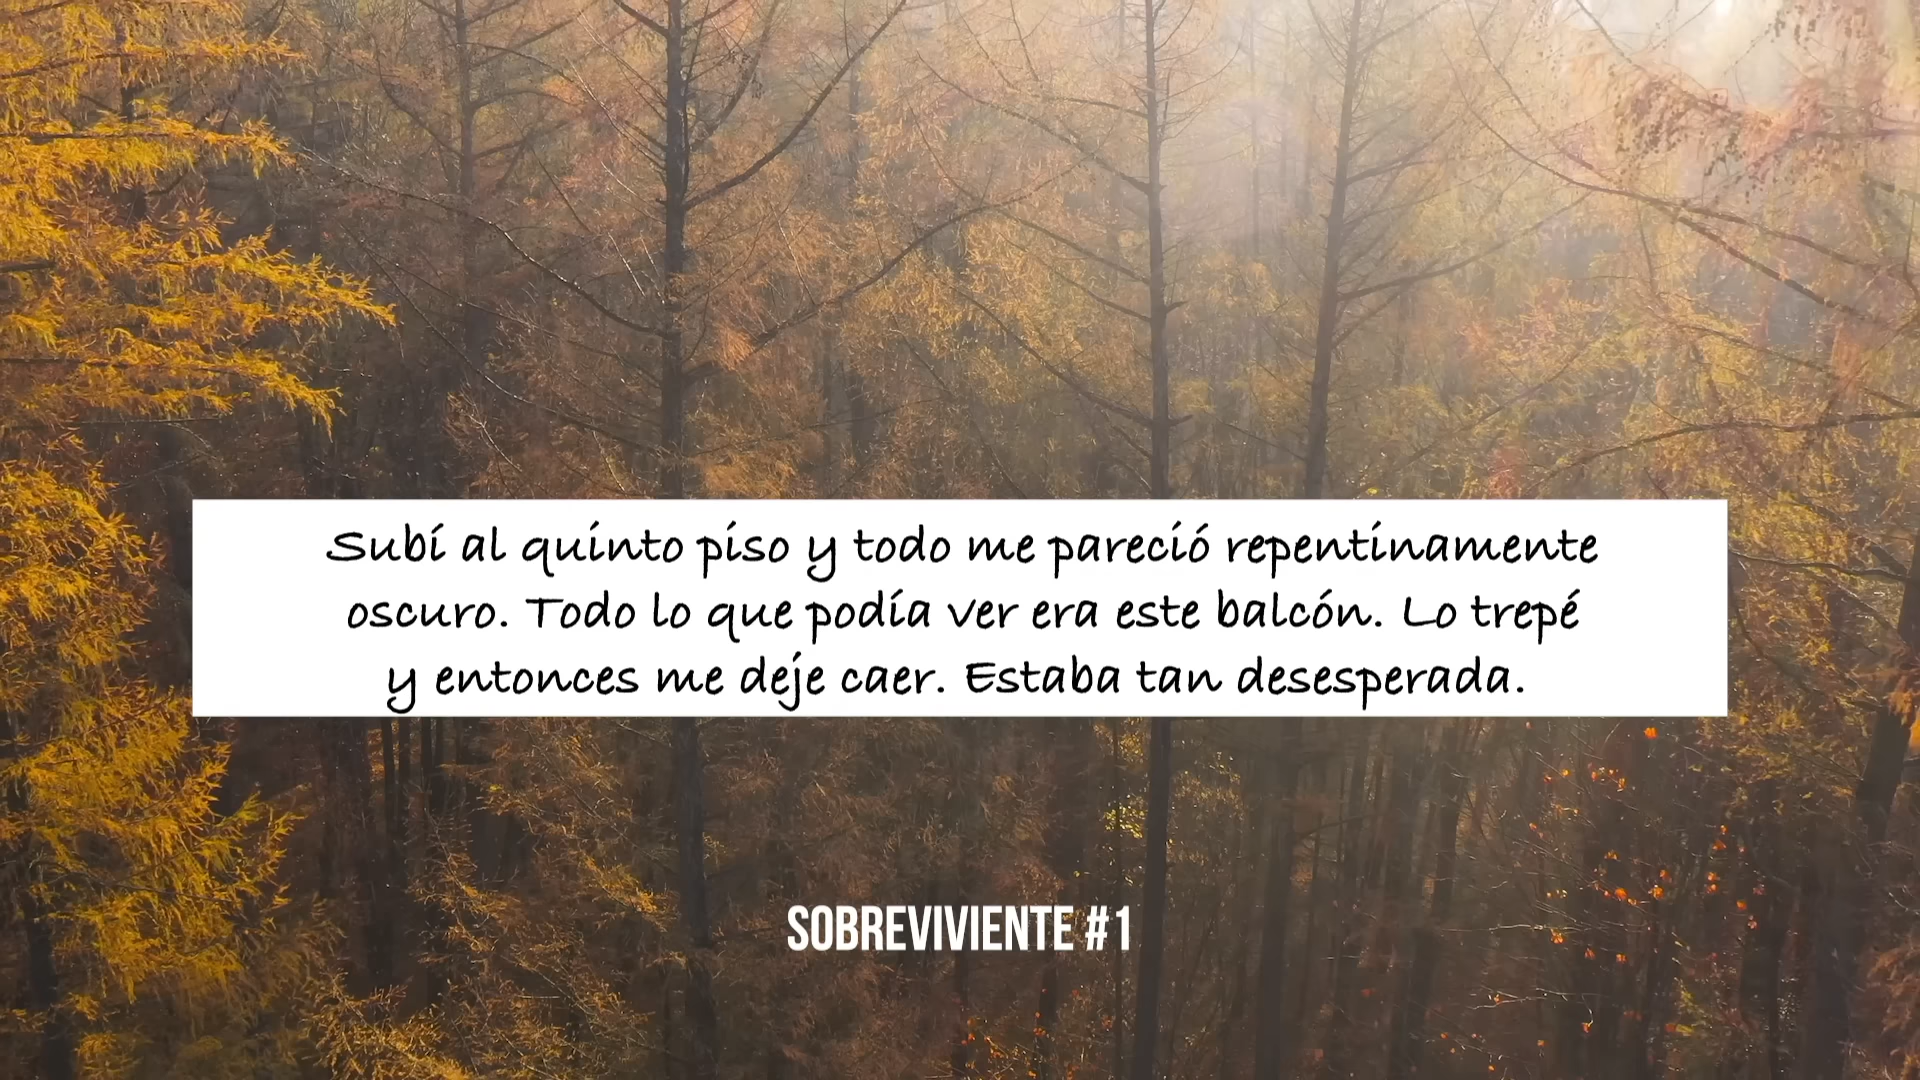 Subí al quinto piso y todo me pareció repentinamente
oscuro. Todo lo que podía ver era este balcón. Lo trepé
y entonces me deje caer. Estaba tan desesperada.
SOBREVIVIENTE #1